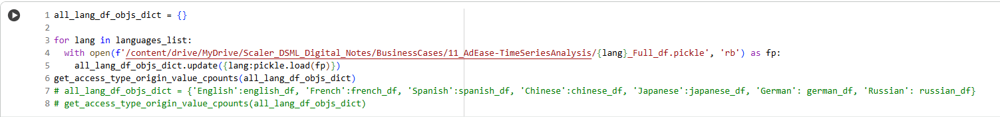 1 all_lang_df_objs_dict = {}
2
3 for lang in languages_list:
4   with open(f'/content/drive/MyDrive/Scaler_DSML_Digital_Notes/BusinessCases/11_AdEase-TimeSeriesAnalysis/{lang}_Full_df.pickle', 'rb') as fp:
5     all_lang_df_objs_dict.update({lang:pickle.load(fp)})
6 get_access_type_origin_value_cpounts(all_lang_df_objs_dict)
7 # all_lang_df_objs_dict = {'English':english_df, 'French':french_df, 'Spanish':spanish_df, 'Chinese':chinese_df, 'Japanese':japanese_df, 'German': german_df, 'Russian': russian_df}
8 # get_access_type_origin_value_cpounts(all_lang_df_objs_dict)